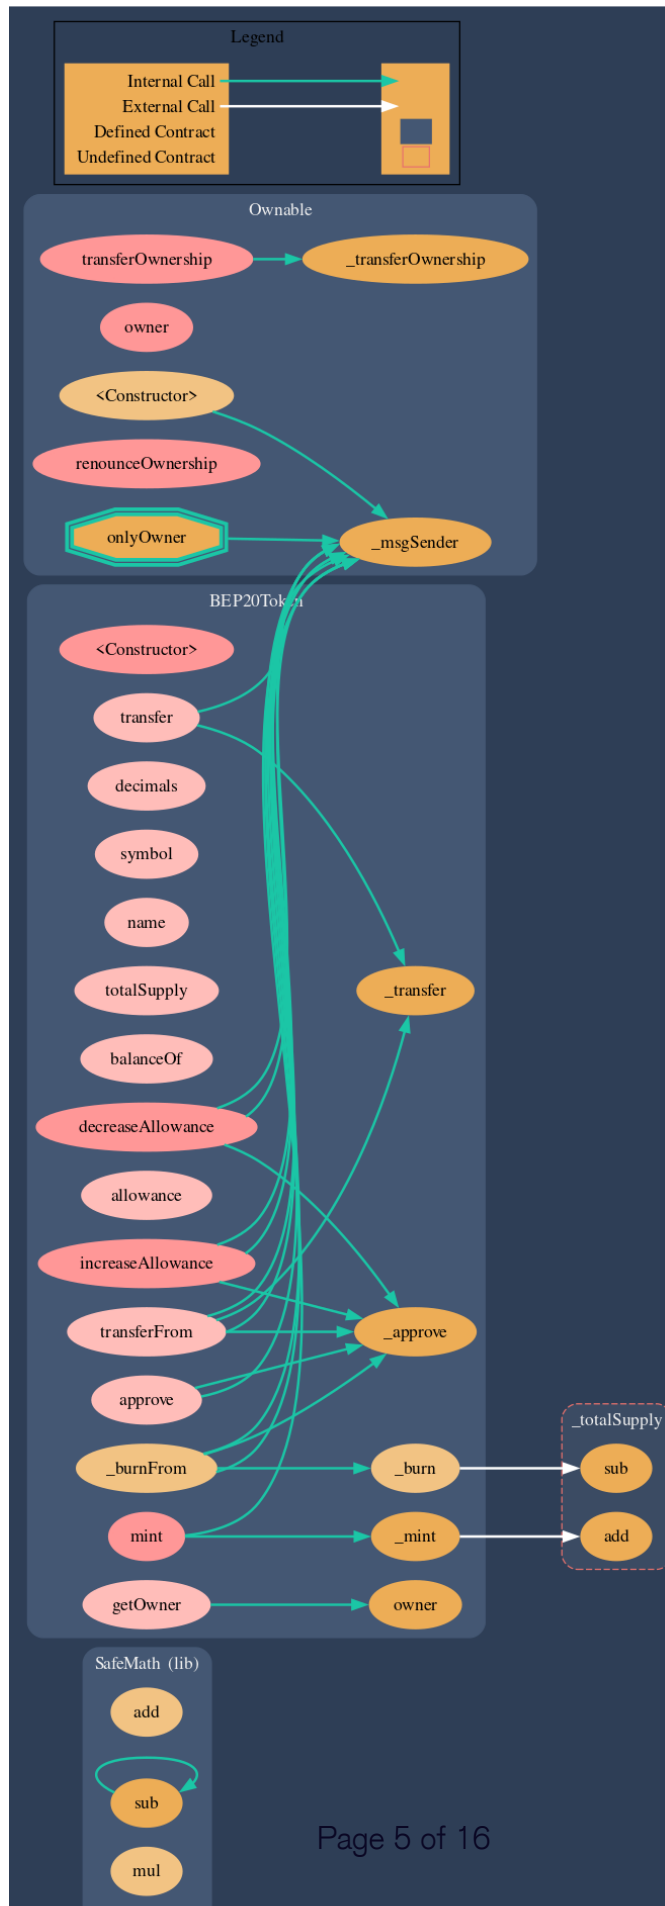 Legend
Internal Call
External Call
Defined Contract
Undefined Contract
Ownable
transferOwnership
_transferOwnership
owner
<Constructor>
renounceOwnership
onlyOwner
_msgSender
BEP20Token
<Constructor>
transfer
decimals
symbol
name
totalSupply
_transfer
balanceOf
decreaseAllowance
allowance
increaseAllowance
transferFrom
_approve
approve
_totalSupply
_burnFrom
_burn
sub
mint
_mint
add
getOwner
owner
SafeMath (lib)
add
sub
Page 5 of 16
mul